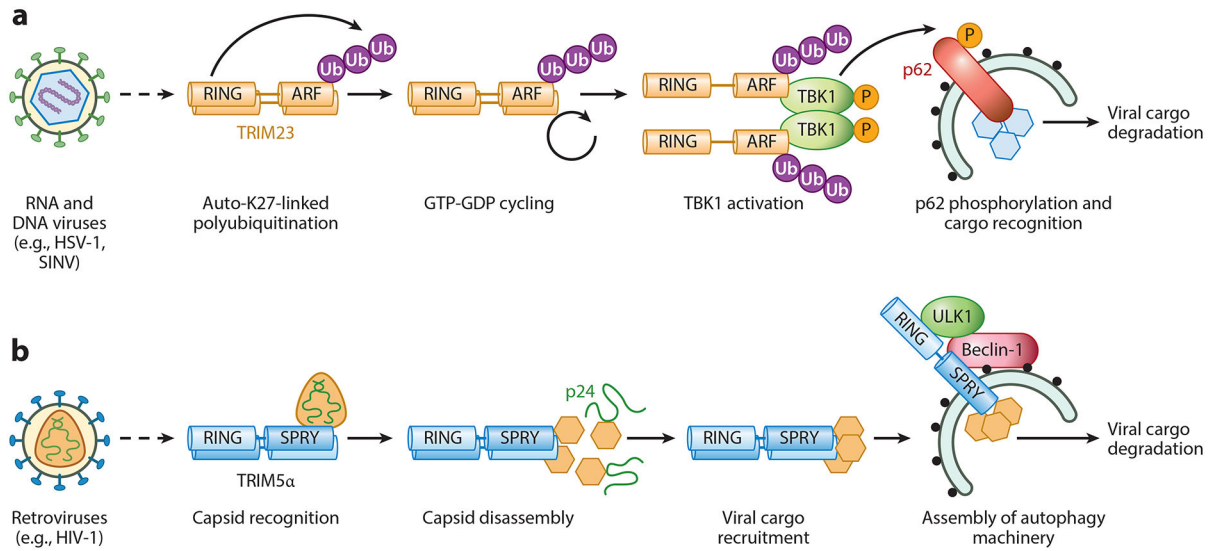 a
Ub Ub Ub
RING ARF
TRIM23
Ub Ub Ub
RING ARF
Ub Ub Ub
RING ARF TBK1 P
RING ARF TBK1 P
Ub Ub Ub
P
p62
Viral cargo
degradation
RNA and
DNA viruses
(e.g., HSV-1,
SINV)
Auto-K27-linked
polyubiquitination
GTP-GDP cycling
TBK1 activation
p62 phosphorylation and
cargo recognition
b
RING SPRY
TRIM5α
p24
RING SPRY
RING SPRY
ULK1
RING
Beclin-1
SPRY
Viral cargo
degradation
Retroviruses
(e.g., HIV-1)
Capsid recognition
Capsid disassembly
Viral cargo
recruitment
Assembly of autophagy
machinery